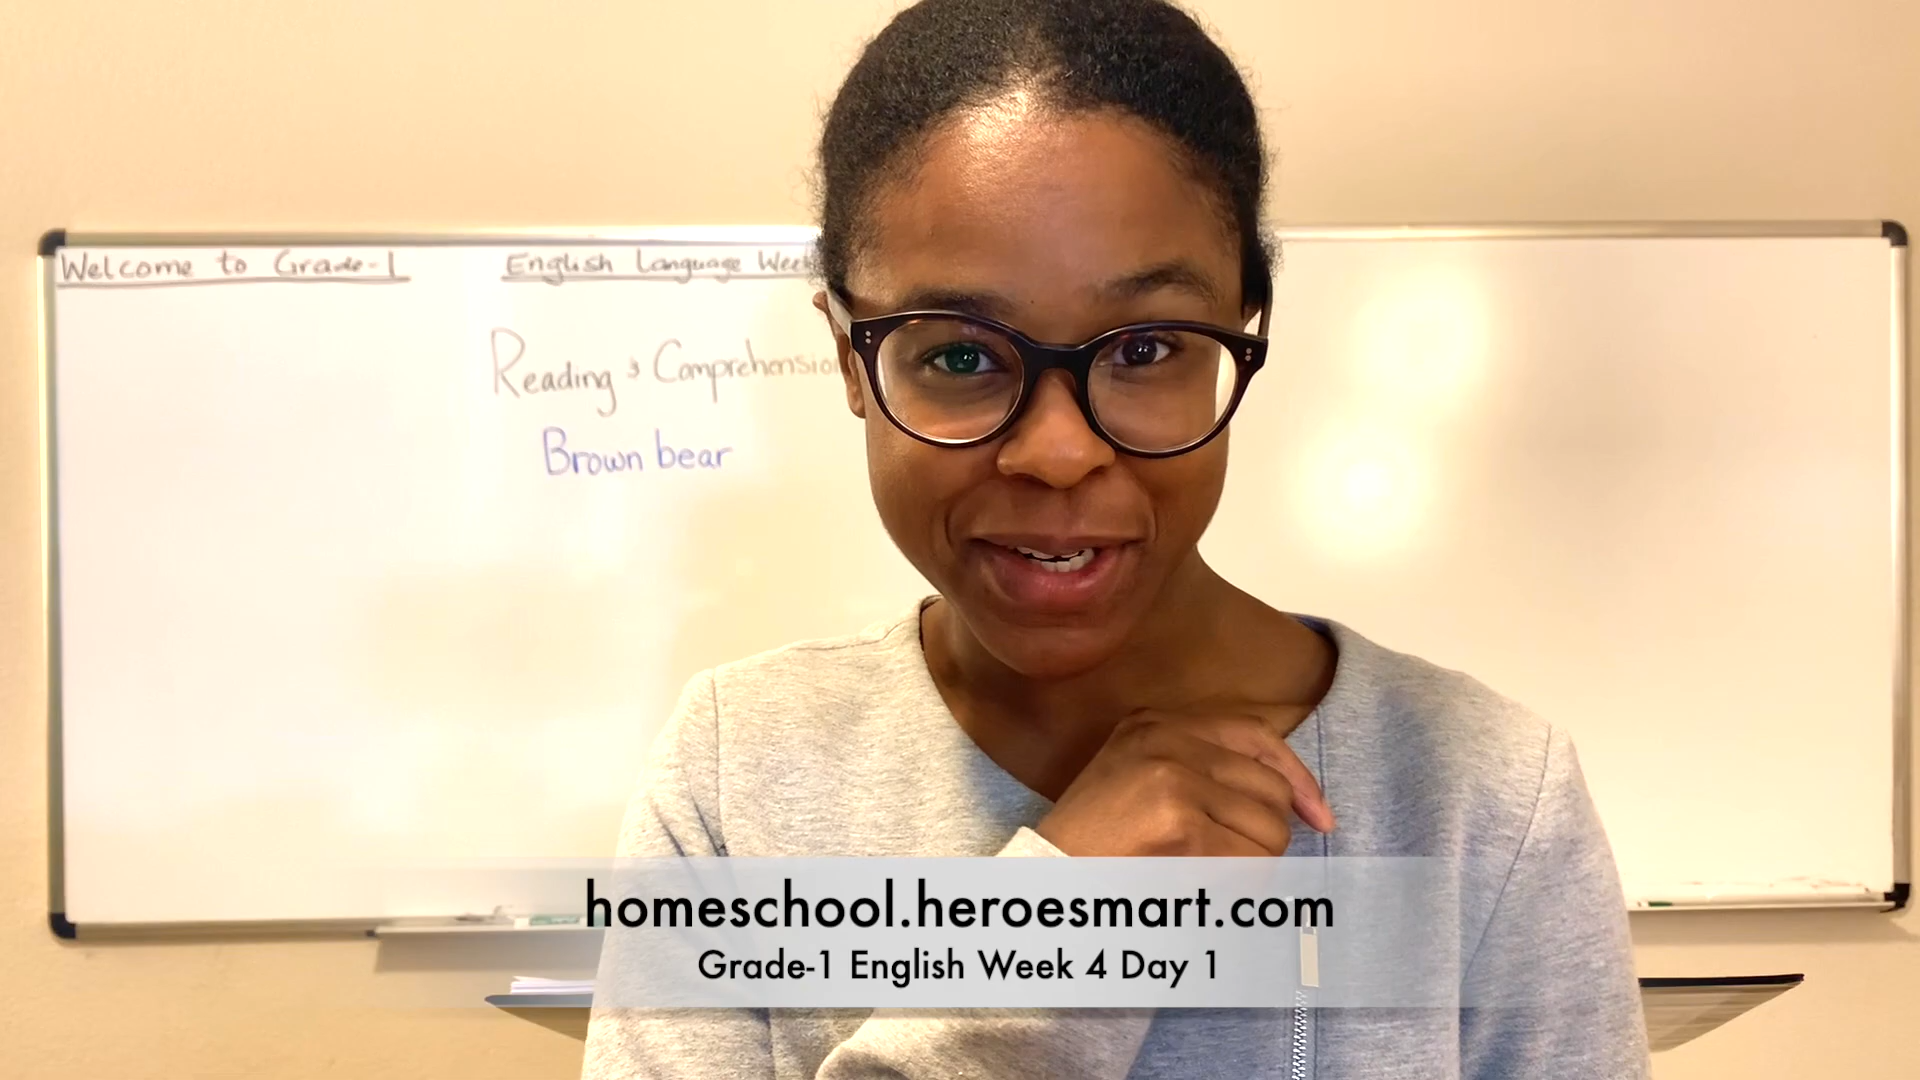 Welcome to Grade-1
English Language Week
Reading & Comprehension
Brown bear
homeschool.heroesmart.com
Grade-1 English Week 4 Day 1